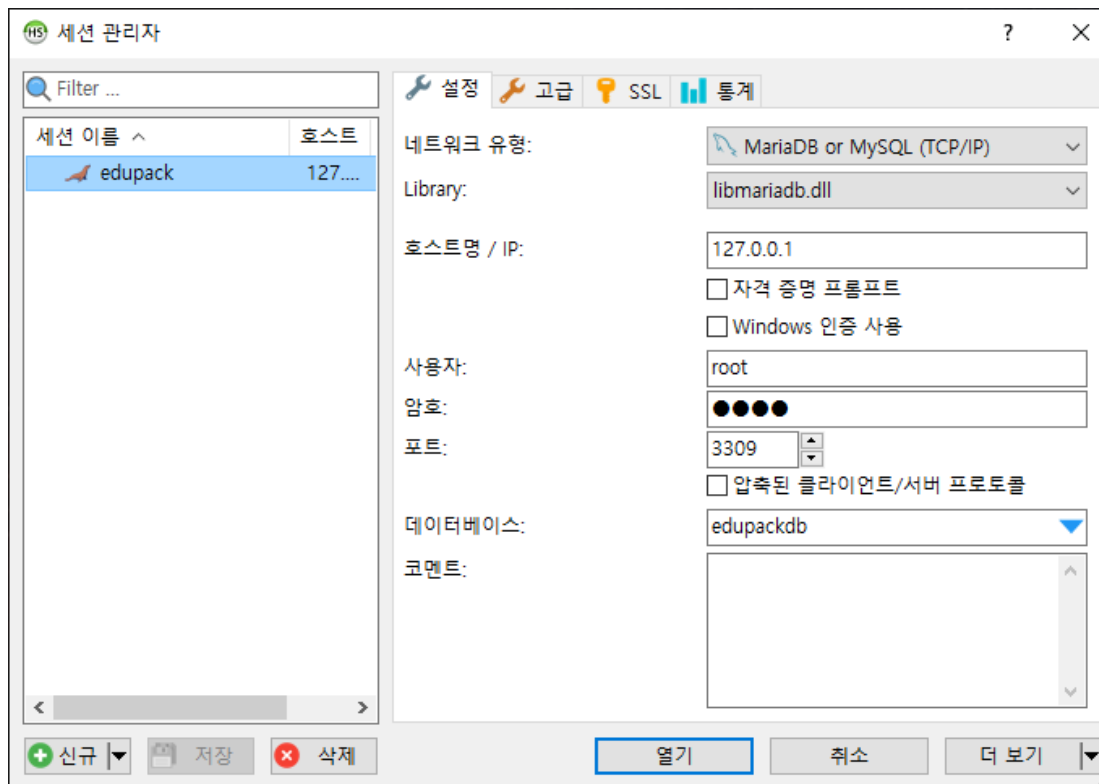 HS 세션 관리자 ?
Filter ...
세션 이름 호스트
edupack 127....
설정 고급 SSL 통계
네트워크 유형: MariaDB or MySQL (TCP/IP)
Library: libmariadb.dll
호스트명 / IP: 127.0.0.1
자격 증명 프롬프트
Windows 인증 사용
사용자: root
암호: ●●●●
포트: 3309
압축된 클라이언트/서버 프로토콜
데이터베이스: edupackdb
코멘트:
신규 저장 삭제 열기 취소 더 보기